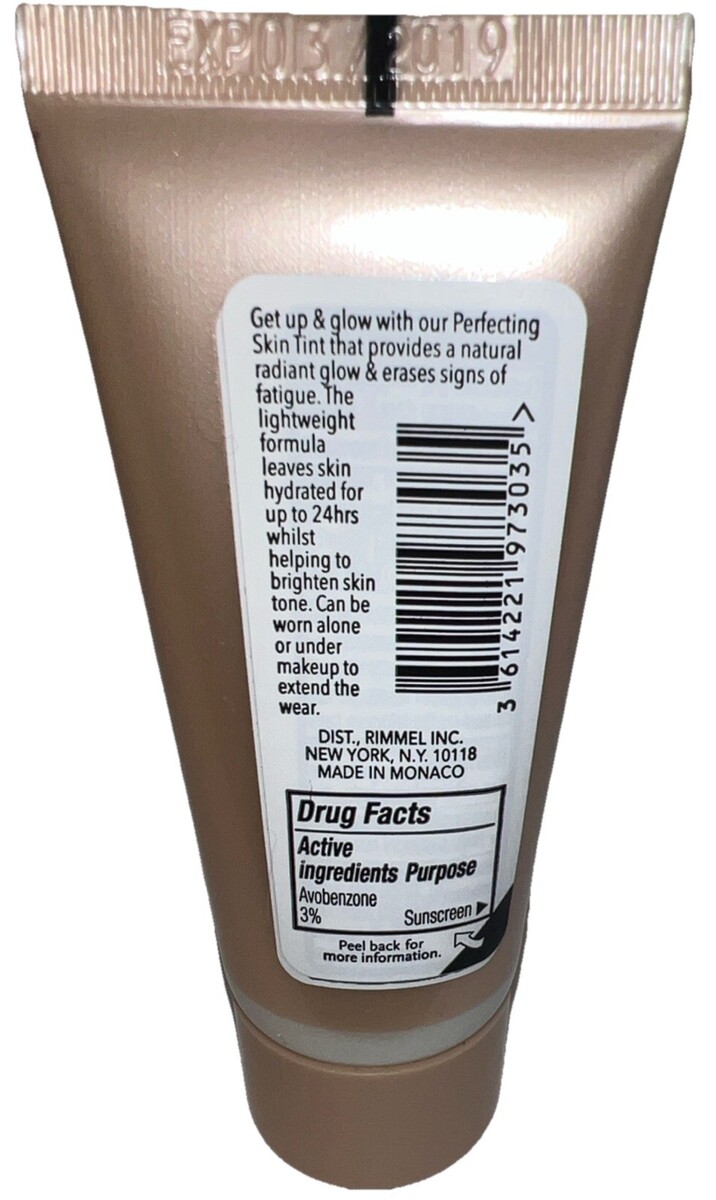 EXP 03 / 2019
Get up & glow with our Perfecting
Skin Tint that provides a natural
radiant glow & erases signs of
fatigue. The
lightweight
formula
leaves skin
hydrated for
up to 24hrs
whilst
helping to
brighten skin
tone. Can be
worn alone
or under
makeup to
extend the
wear.
3 614221 973035 >
DIST., RIMMEL INC.
NEW YORK, N.Y. 10118
MADE IN MONACO
Drug Facts
Active
ingredients Purpose
Avobenzone
3% Sunscreen ▶
Peel back for
more information.